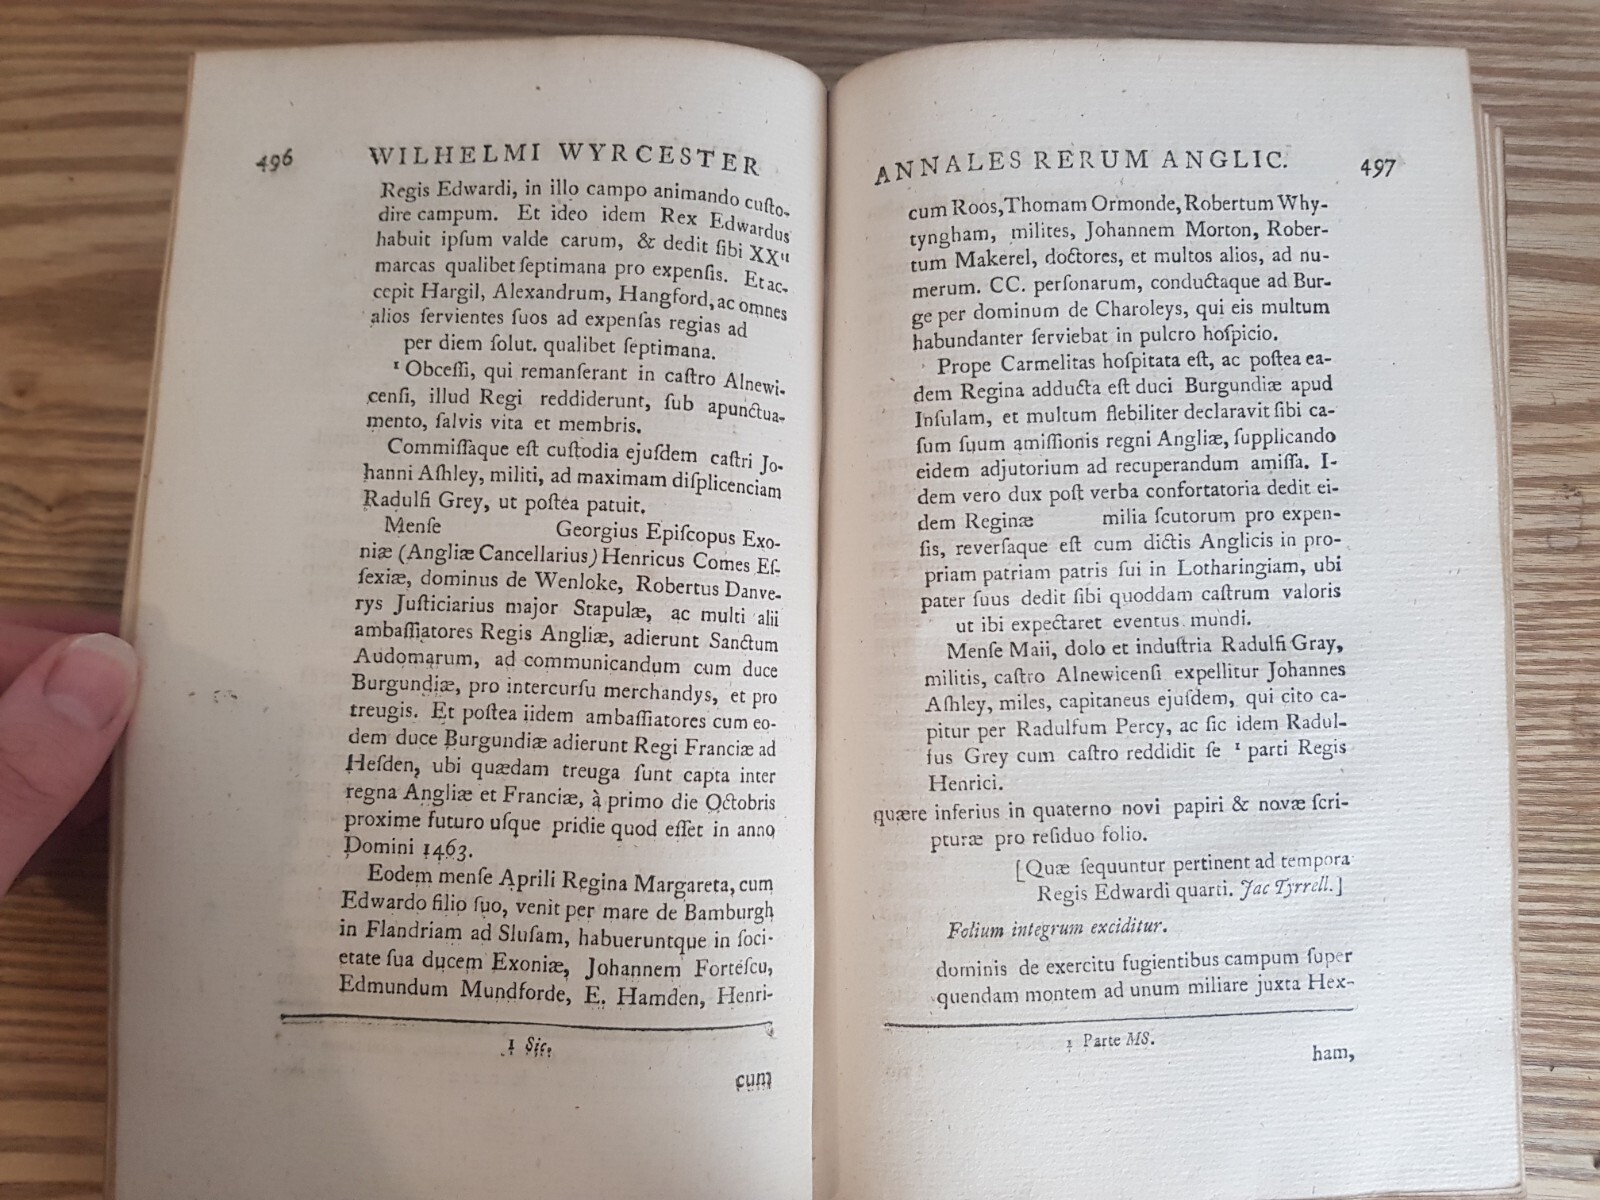 496
WILHELMI WYRCESTER
Regis Edwardi, in illo campo animando cuſto-
dire campum. Et ideo idem Rex Edwardus
habuit ipſum valde carum, & dedit ſibi XXᵘ
marcas qualibet ſeptimana pro expenſis. Et ac-
cepit Hargil, Alexandrum, Hangford, ac omnes
alios ſervientes ſuos ad expenſas regias ad
per diem ſolut. qualibet ſeptimana.
¹ Obceſſi, qui remanſerant in caſtro Alnewi-
cenſi, illud Regi reddiderunt, ſub apunctua-
mento, ſalvis vita et membris.
Commiſſaque eſt cuſtodia ejuſdem caſtri Jo-
hanni Aſhley, militi, ad maximam diſplicenciam
Radulfi Grey, ut poſtea patuit.
Menſe Georgius Epiſcopus Exo-
niæ (Angliæ Cancellarius) Henricus Comes Eſ-
ſexiæ, dominus de Wenloke, Robertus Danve-
rys Juſticiarius major Stapulæ, ac multi alii
ambaſſiatores Regis Angliæ, adierunt Sanctum
Audomarum, ad communicandum cum duce
Burgundiæ, pro intercurſu merchandys, et pro
treugis. Et poſtea iidem ambaſſiatores cum eo-
dem duce Burgundiæ adierunt Regi Franciæ ad
Heſden, ubi quædam treuga ſunt capta inter
regna Angliæ et Franciæ, à primo die Octobris
proxime futuro uſque pridie quod eſſet in anno
Domini 1463.
Eodem menſe Aprili Regina Margareta, cum
Edwardo filio ſuo, venit per mare de Bamburgh
in Flandriam ad Sluſam, habueruntque in ſoci-
etate ſua ducem Exoniæ, Johannem Forteſcu,
Edmundum Mundforde, E. Hamden, Henri-
1 Sic.
cum
ANNALES RERUM ANGLIC.
497
cum Roos, Thomam Ormonde, Robertum Why-
tyngham, milites, Johannem Morton, Rober-
tum Makerel, doctores, et multos alios, ad nu-
merum. CC. perſonarum, conductaque ad Bur-
ge per dominum de Charoleys, qui eis multum
habundanter ſerviebat in pulcro hoſpicio.
Prope Carmelitas hoſpitata eſt, ac poſtea ea-
dem Regina adducta eſt duci Burgundiæ apud
Inſulam, et multum flebiliter declaravit ſibi ca-
ſum ſuum amiſſionis regni Angliæ, ſupplicando
eidem adjutorium ad recuperandum amiſſa. I-
dem vero dux poſt verba confortatoria dedit ei-
dem Reginæ milia ſcutorum pro expen-
ſis, reverſaque eſt cum dictis Anglicis in pro-
priam patriam patris ſui in Lotharingiam, ubi
pater ſuus dedit ſibi quoddam caſtrum valoris
ut ibi expectaret eventus mundi.
Menſe Maii, dolo et induſtria Radulfi Gray,
militis, caſtro Alnewicenſi expellitur Johannes
Aſhley, miles, capitaneus ejuſdem, qui cito ca-
pitur per Radulfum Percy, ac ſic idem Radul-
fus Grey cum caſtro reddidit ſe ¹ parti Regis
Henrici.
quære inferius in quaterno novi papiri & novæ ſcri-
pturæ pro reſiduo folio.
[Quæ ſequuntur pertinent ad tempora
Regis Edwardi quarti. Jac Tyrrell.]
Folium integrum exciditur.
dominis de exercitu fugientibus campum ſuper
quendam montem ad unum miliare juxta Hex-
1 Parte MS.
ham,